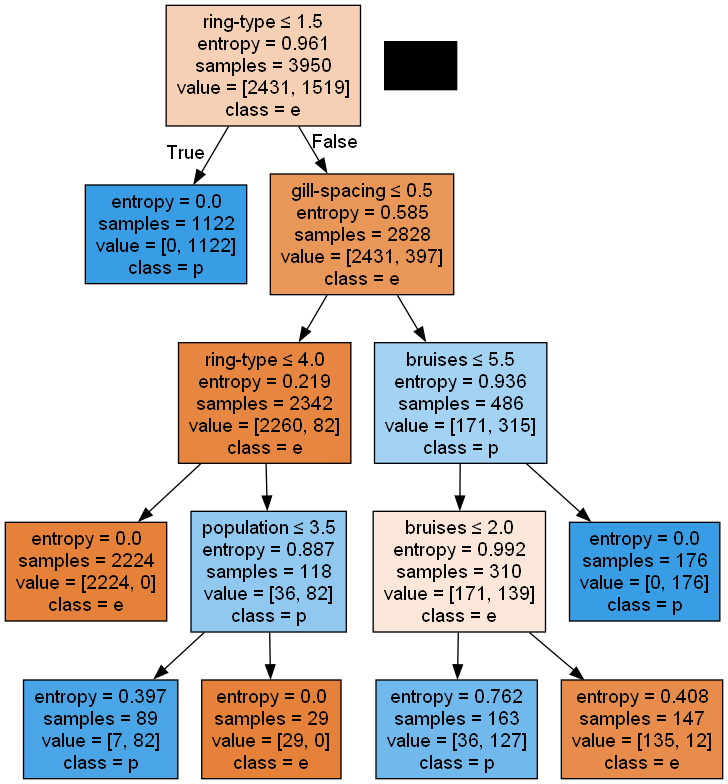 ring-type ≤ 1.5
entropy = 0.961
samples = 3950
value = [2431, 1519]
class = e
True
False
entropy = 0.0
samples = 1122
value = [0, 1122]
class = p
gill-spacing ≤ 0.5
entropy = 0.585
samples = 2828
value = [2431, 397]
class = e
ring-type ≤ 4.0
entropy = 0.219
samples = 2342
value = [2260, 82]
class = e
bruises ≤ 5.5
entropy = 0.936
samples = 486
value = [171, 315]
class = p
entropy = 0.0
samples = 2224
value = [2224, 0]
class = e
population ≤ 3.5
entropy = 0.887
samples = 118
value = [36, 82]
class = p
bruises ≤ 2.0
entropy = 0.992
samples = 310
value = [171, 139]
class = e
entropy = 0.0
samples = 176
value = [0, 176]
class = p
entropy = 0.397
samples = 89
value = [7, 82]
class = p
entropy = 0.0
samples = 29
value = [29, 0]
class = e
entropy = 0.762
samples = 163
value = [36, 127]
class = p
entropy = 0.408
samples = 147
value = [135, 12]
class = e